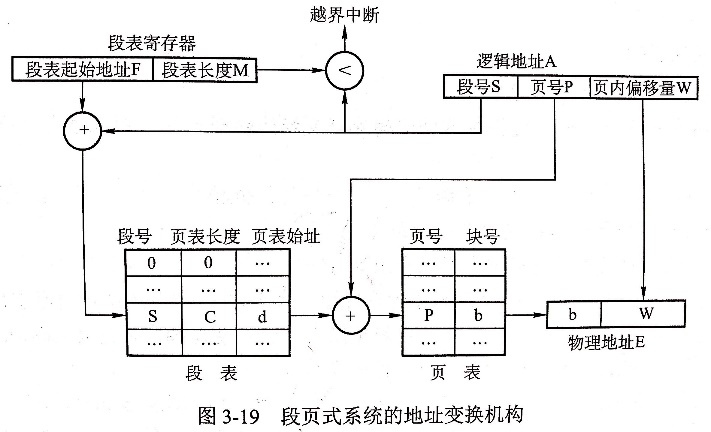 越界中断
段表寄存器
段表起始地址F 段表长度M
<
逻辑地址A
段号S 页号P 页内偏移量W
+
段号 页表长度 页表始址
0 0 …
… … …
S C d
… … …
段 表
+
页号 块号
… …
… …
P b
… …
页 表
b W
物理地址E
图 3-19 段页式系统的地址变换机构